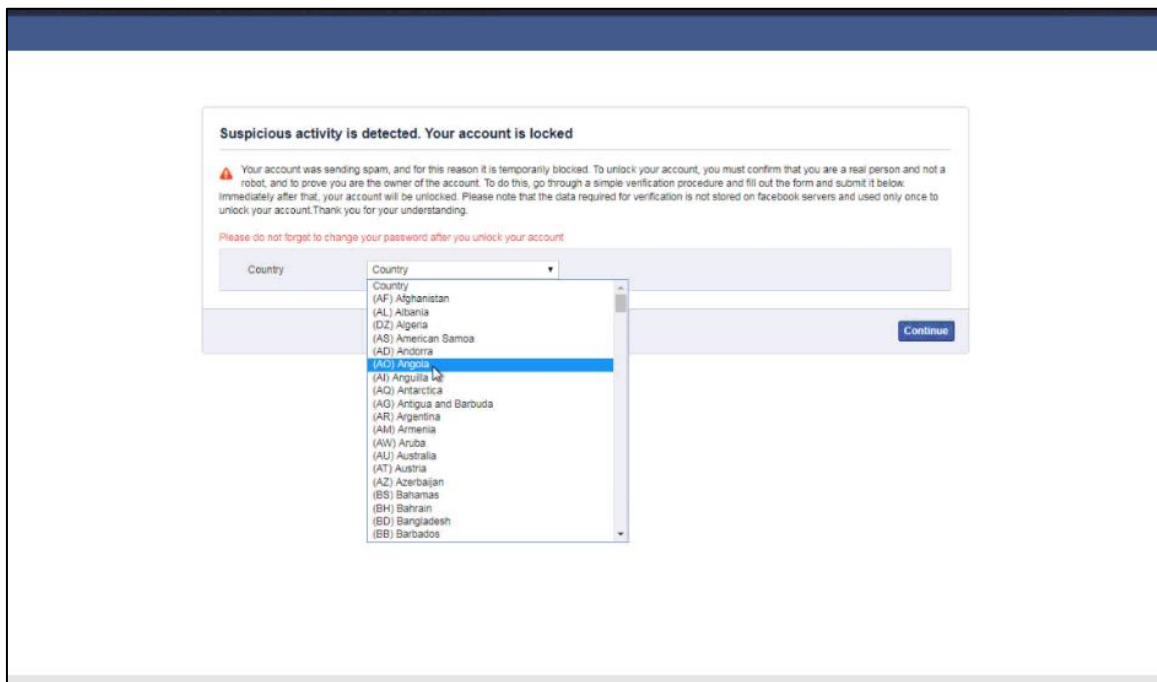 Suspicious activity is detected. Your account is locked
Your account was sending spam, and for this reason it is temporarily blocked. To unlock your account, you must confirm that you are a real person and not a
robot, and to prove you are the owner of the account. To do this, go through a simple verification procedure and fill out the form and submit it below.
Immediately after that, your account will be unlocked. Please note that the data required for verification is not stored on facebook servers and used only once to
unlock your account.Thank you for your understanding.
Please do not forget to change your password after you unlock your account
Country Country
Country
(AF) Afghanistan
(AL) Albania
(DZ) Algeria
(AS) American Samoa
(AD) Andorra
(AO) Angola
(AI) Anguilla
(AQ) Antarctica
(AG) Antigua and Barbuda
(AR) Argentina
(AM) Armenia
(AW) Aruba
(AU) Australia
(AT) Austria
(AZ) Azerbaijan
(BS) Bahamas
(BH) Bahrain
(BD) Bangladesh
(BB) Barbados
Continue